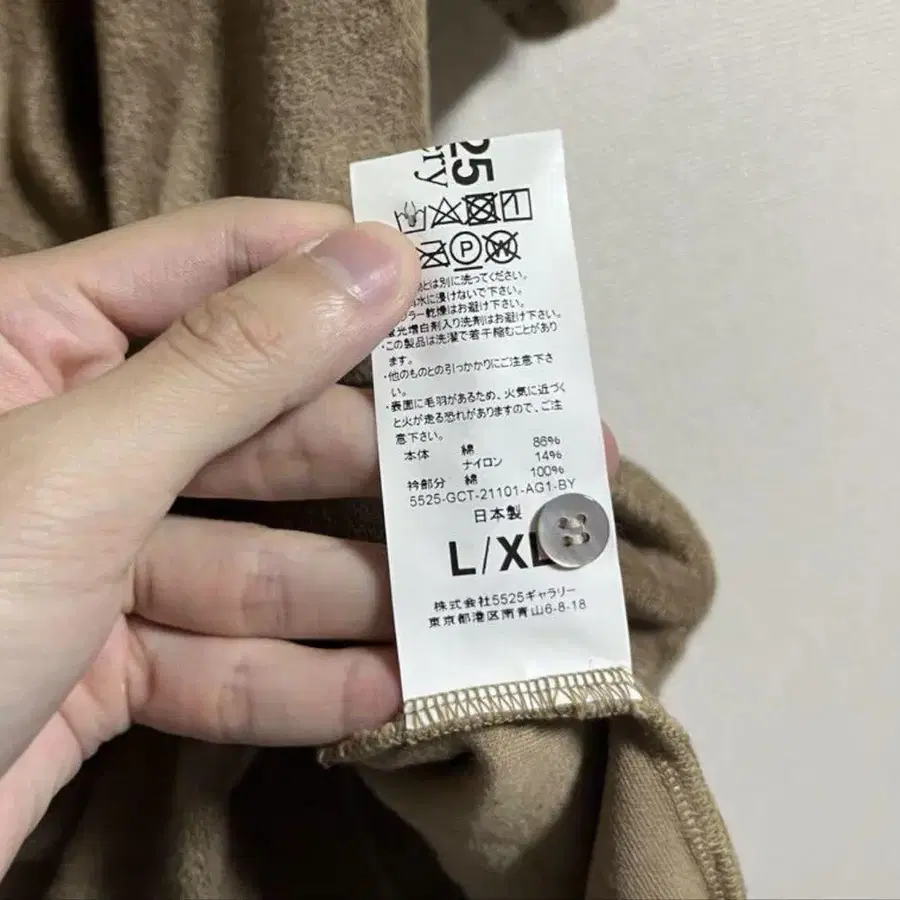 25
ery
P W
とは別に洗ってください。
水に浸けないで下さい。
ラー乾燥はお避け下さい。
蛍光増白剤入り洗剤はお避け下さい。
・この製品は洗濯で若干縮むことがあり
ます。
・他のものとの引っかかりにご注意下さ
い。
・表面に毛羽があるため、火気に近づく
と火が走る恐れがありますので、ご注
意下さい。
本体 綿 86%
ナイロン 14%
衿部分 綿 100%
5525-GCT-21101-AG1-BY
日本製
L/XL
株式会社5525ギャラリー
東京都港区南青山6-8-18